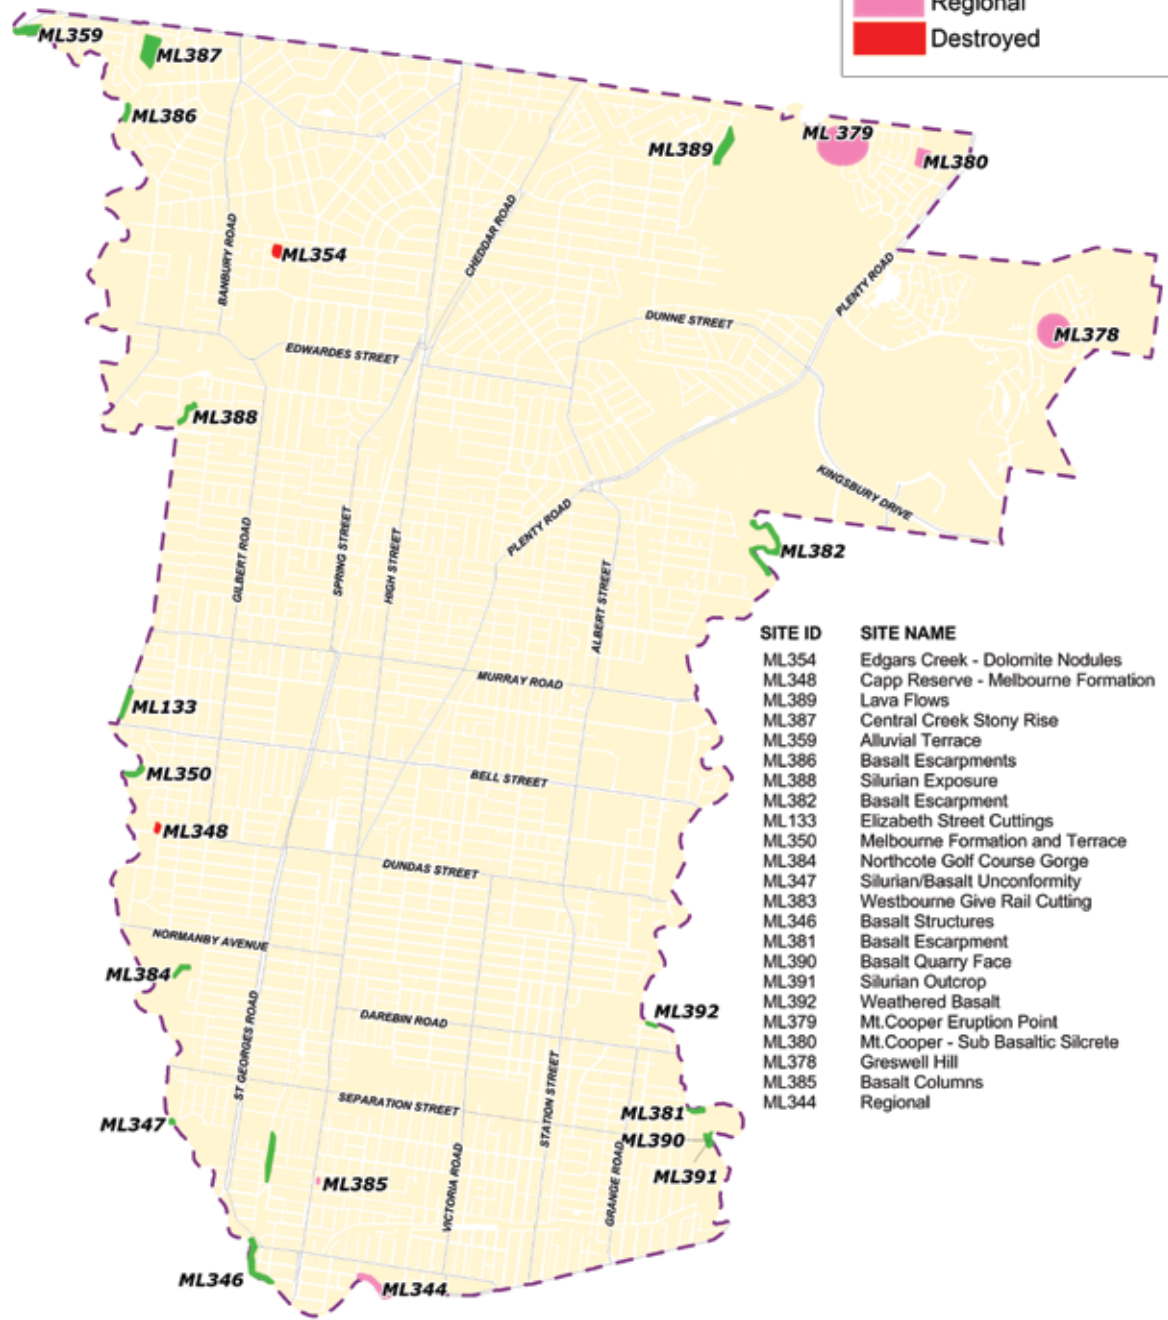 Regional
Destroyed
ML359
ML387
ML386
ML389
ML 379
ML380
BANBURY ROAD
CHEDDAR ROAD
ML354
PLENTY ROAD
DUNNE STREET
ML378
EDWARDES STREET
ML388
KINGSBURY DRIVE
PLENTY ROAD
GILBERT ROAD
SPRING STREET
HIGH STREET
ALBERT STREET
ML382
MURRAY ROAD
ML133
BELL STREET
ML350
ML348
DUNDAS STREET
NORMANBY AVENUE
ML384
ST GEORGES ROAD
DAREBIN ROAD
ML392
STATION STREET
SEPARATION STREET
ML381
ML347
ML390
GRANGE ROAD
ML391
ML385
VICTORIA ROAD
ML346
ML344
SITE ID SITE NAME
ML354 Edgars Creek - Dolomite Nodules
ML348 Capp Reserve - Melbourne Formation
ML389 Lava Flows
ML387 Central Creek Stony Rise
ML359 Alluvial Terrace
ML386 Basalt Escarpments
ML388 Silurian Exposure
ML382 Basalt Escarpment
ML133 Elizabeth Street Cuttings
ML350 Melbourne Formation and Terrace
ML384 Northcote Golf Course Gorge
ML347 Silurian/Basalt Unconformity
ML383 Westbourne Give Rail Cutting
ML346 Basalt Structures
ML381 Basalt Escarpment
ML390 Basalt Quarry Face
ML391 Silurian Outcrop
ML392 Weathered Basalt
ML379 Mt.Cooper Eruption Point
ML380 Mt.Cooper - Sub Basaltic Silcrete
ML378 Greswell Hill
ML385 Basalt Columns
ML344 Regional